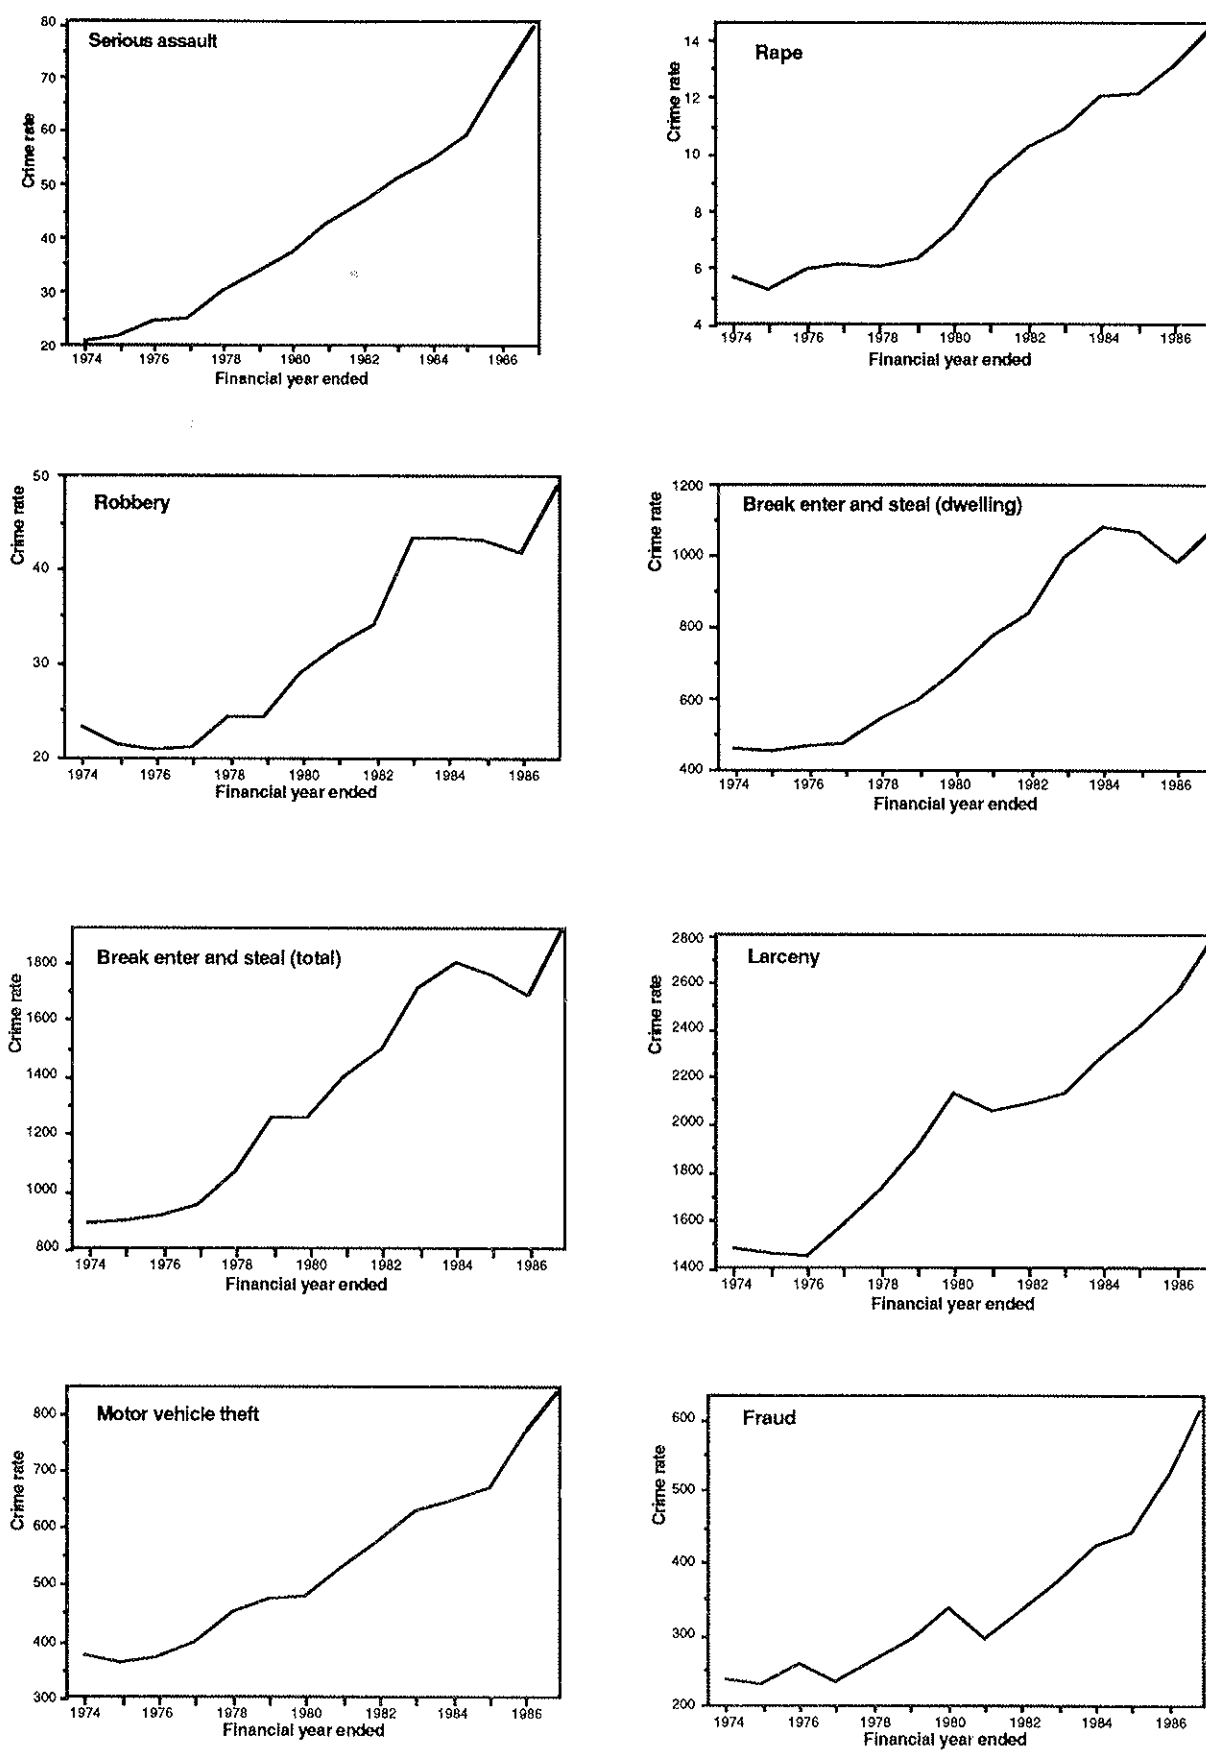 Serious assault
Crime rate
80
70
60
50
40
30
20
1974 1976 1978 1960 1962 1964 1966
Financial year ended
Rape
Crime rate
14
12
10
8
6
4
1974 1976 1978 1980 1982 1984 1986
Financial year ended
Robbery
Crime rate
50
40
30
20
1974 1976 1978 1980 1982 1984 1986
Financial year ended
Break enter and steal (dwelling)
Crime rate
1200
1000
800
600
400
1974 1976 1978 1980 1982 1984 1986
Financial year ended
Break enter and steal (total)
Crime rate
1800
1600
1400
1200
1000
800
1974 1976 1978 1980 1982 1984 1986
Financial year ended
Larceny
Crime rate
2800
2600
2400
2200
2000
1800
1600
1400
1974 1976 1978 1980 1982 1984 1986
Financial year ended
Motor vehicle theft
Crime rate
800
700
600
500
400
300
1974 1976 1978 1980 1982 1984 1986
Financial year ended
Fraud
Crime rate
600
500
400
300
200
1974 1976 1978 1980 1982 1984 1986
Financial year ended